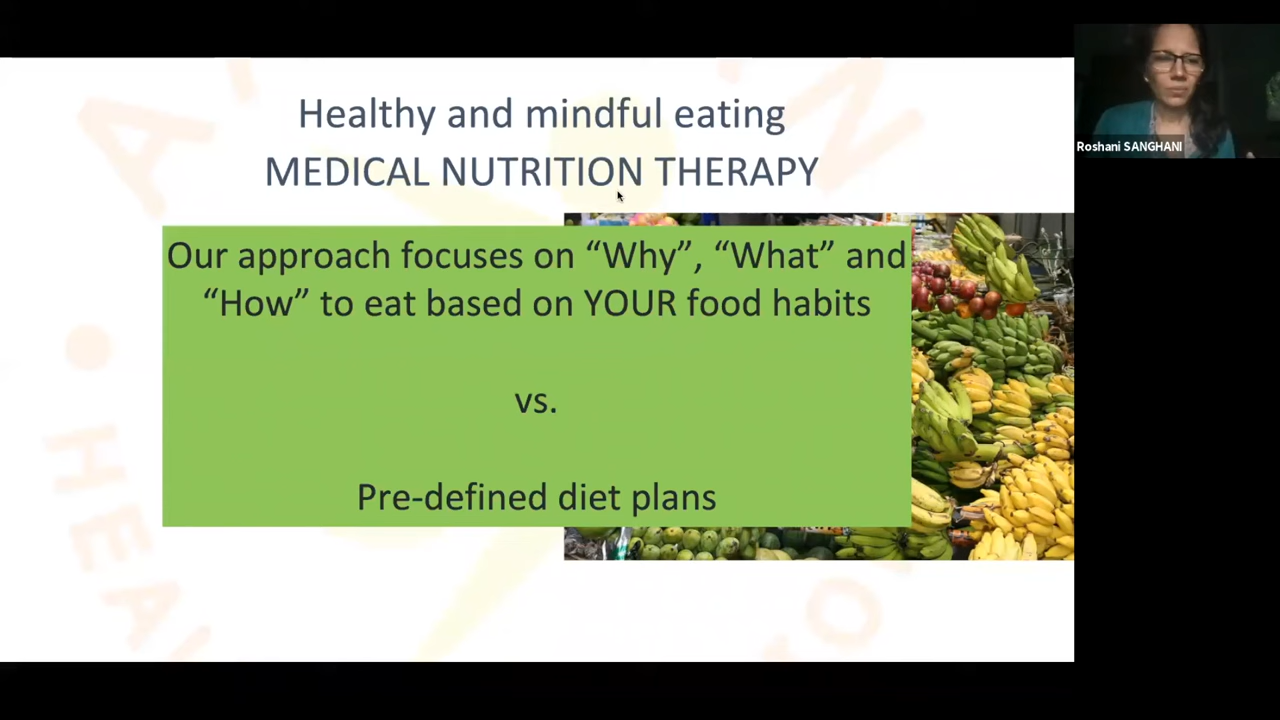 Healthy and mindful eating
MEDICAL NUTRITION THERAPY
Roshani SANGHANI
Our approach focuses on “Why”, “What” and
“How” to eat based on YOUR food habits
vs.
Pre-defined diet plans